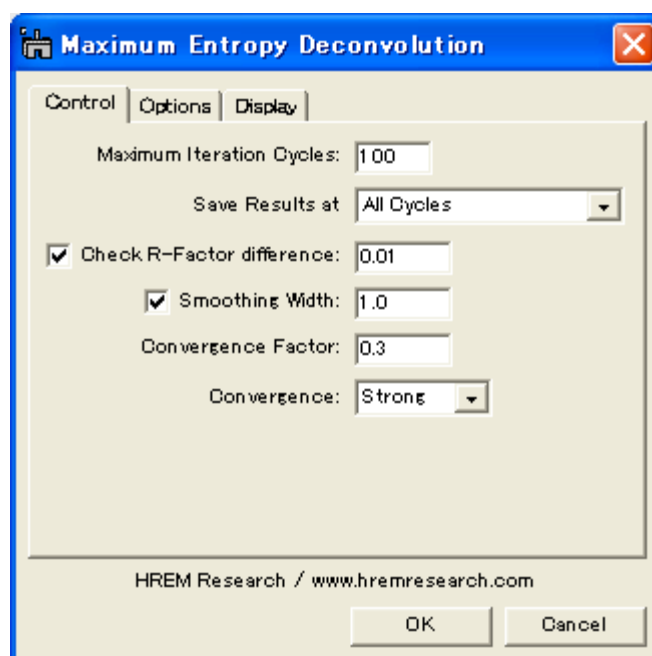 Maximum Entropy Deconvolution
Control Options Display
Maximum Iteration Cycles: 100
Save Results at All Cycles
Check R-Factor difference: 0.01
Smoothing Width: 1.0
Convergence Factor: 0.3
Convergence: Strong
HREM Research / www.hremresearch.com
OK Cancel